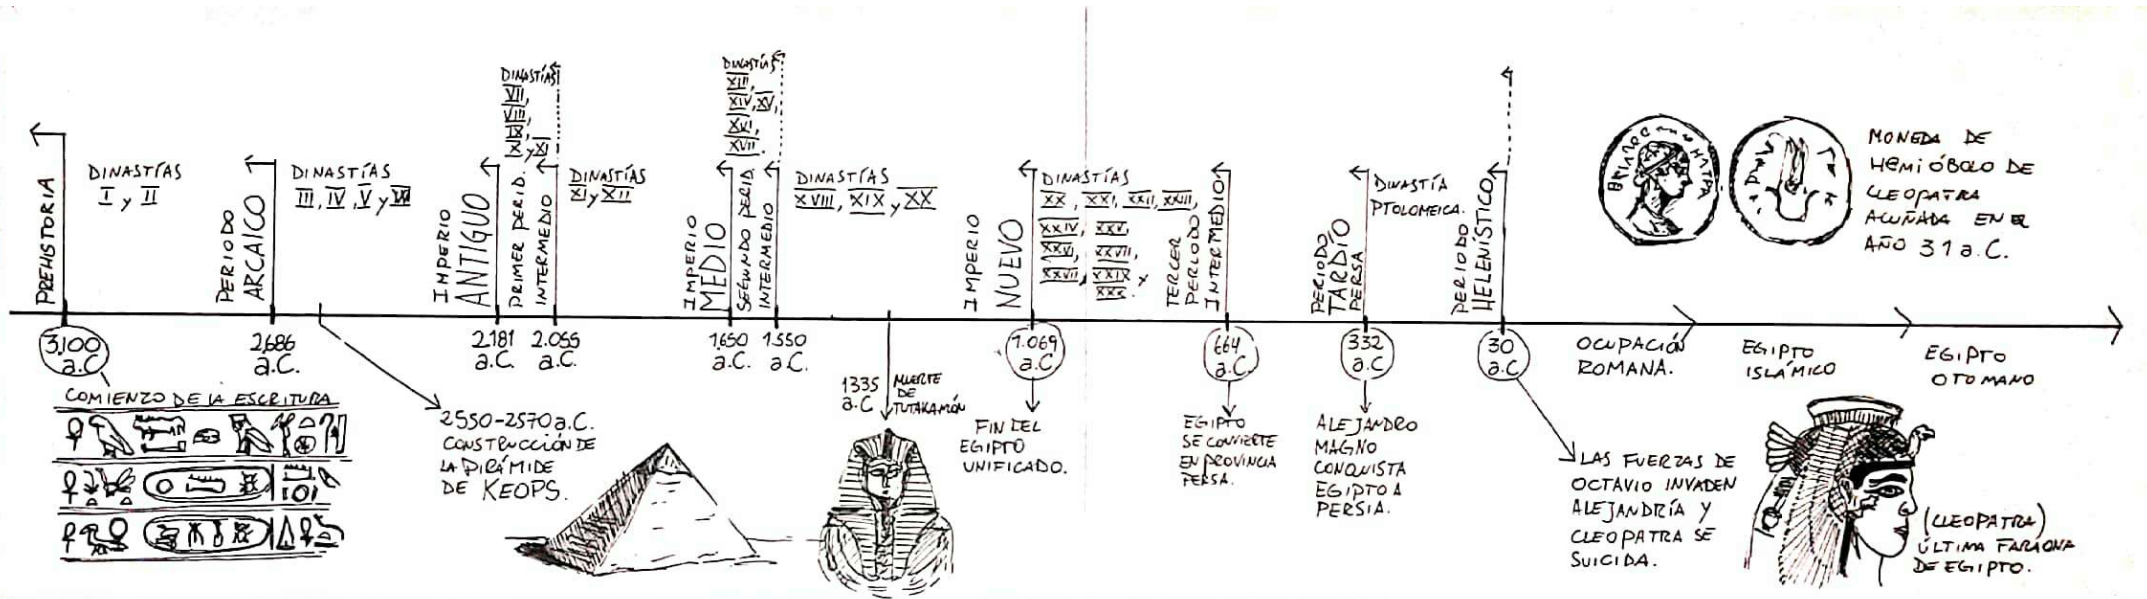 PREHISTORIA
DINASTÍAS
I y II
PERIODO
ARCAICO
DINASTÍAS
III, IV, V y VI
IMPERIO
ANTIGUO
DINASTÍAS
VII,
VIII,
IX,
X y XI
PRIMER PERID.
INTERMEDIO
DINASTÍAS
XI y XII
IMPERIO
MEDIO
DINASTÍAS
XIII,
XIV, XV,
XVI,
XVII.
SEGUNDO PERID.
INTERMEDIO
DINASTÍAS
XVIII, XIX y XX
IMPERIO
NUEVO
DINASTÍAS
XX, XXI, XXII, XXIII,
XXIV, XXV,
XXVI, XXVII,
XXVII, XXIX y
XXX.
TERCER
PERIODO
INTERMEDIO
PERIODO
TARDÍO
PERSA
DINASTÍA
PTOLOMEICA.
PERIODO
HELENÍSTICO
MONEDA DE
HEMIÓBOLO DE
CLEOPATRA
ACUÑADA EN EL
AÑO 31 a.C.
3.100
a.C.
2.686
a.C.
2.181
a.C.
2.055
a.C.
1.650
a.C.
1.550
a.C.
1.069
a.C.
664
a.C.
332
a.C
30
a.C
OCUPACIÓN
ROMANA.
EGIPTO
ISLÁMICO
EGIPTO
OTOMANO
COMIENZO DE LA ESCRITURA
2550-2570 a.C.
CONSTRUCCIÓN DE
LA PIRÁMIDE
DE KEOPS.
1335
a.C
MUERTE
DE
TUTAKAMÓN
FIN DEL
EGIPTO
UNIFICADO.
EGIPTO
SE CONVIERTE
EN PROVINCIA
PERSA.
ALEJANDRO
MAGNO
CONQUISTA
EGIPTO A
PERSIA.
LAS FUERZAS DE
OCTAVIO INVADEN
ALEJANDRÍA Y
CLEOPATRA SE
SUICIDA.
(CLEOPATRA)
ÚLTIMA FARAONA
DE EGIPTO.